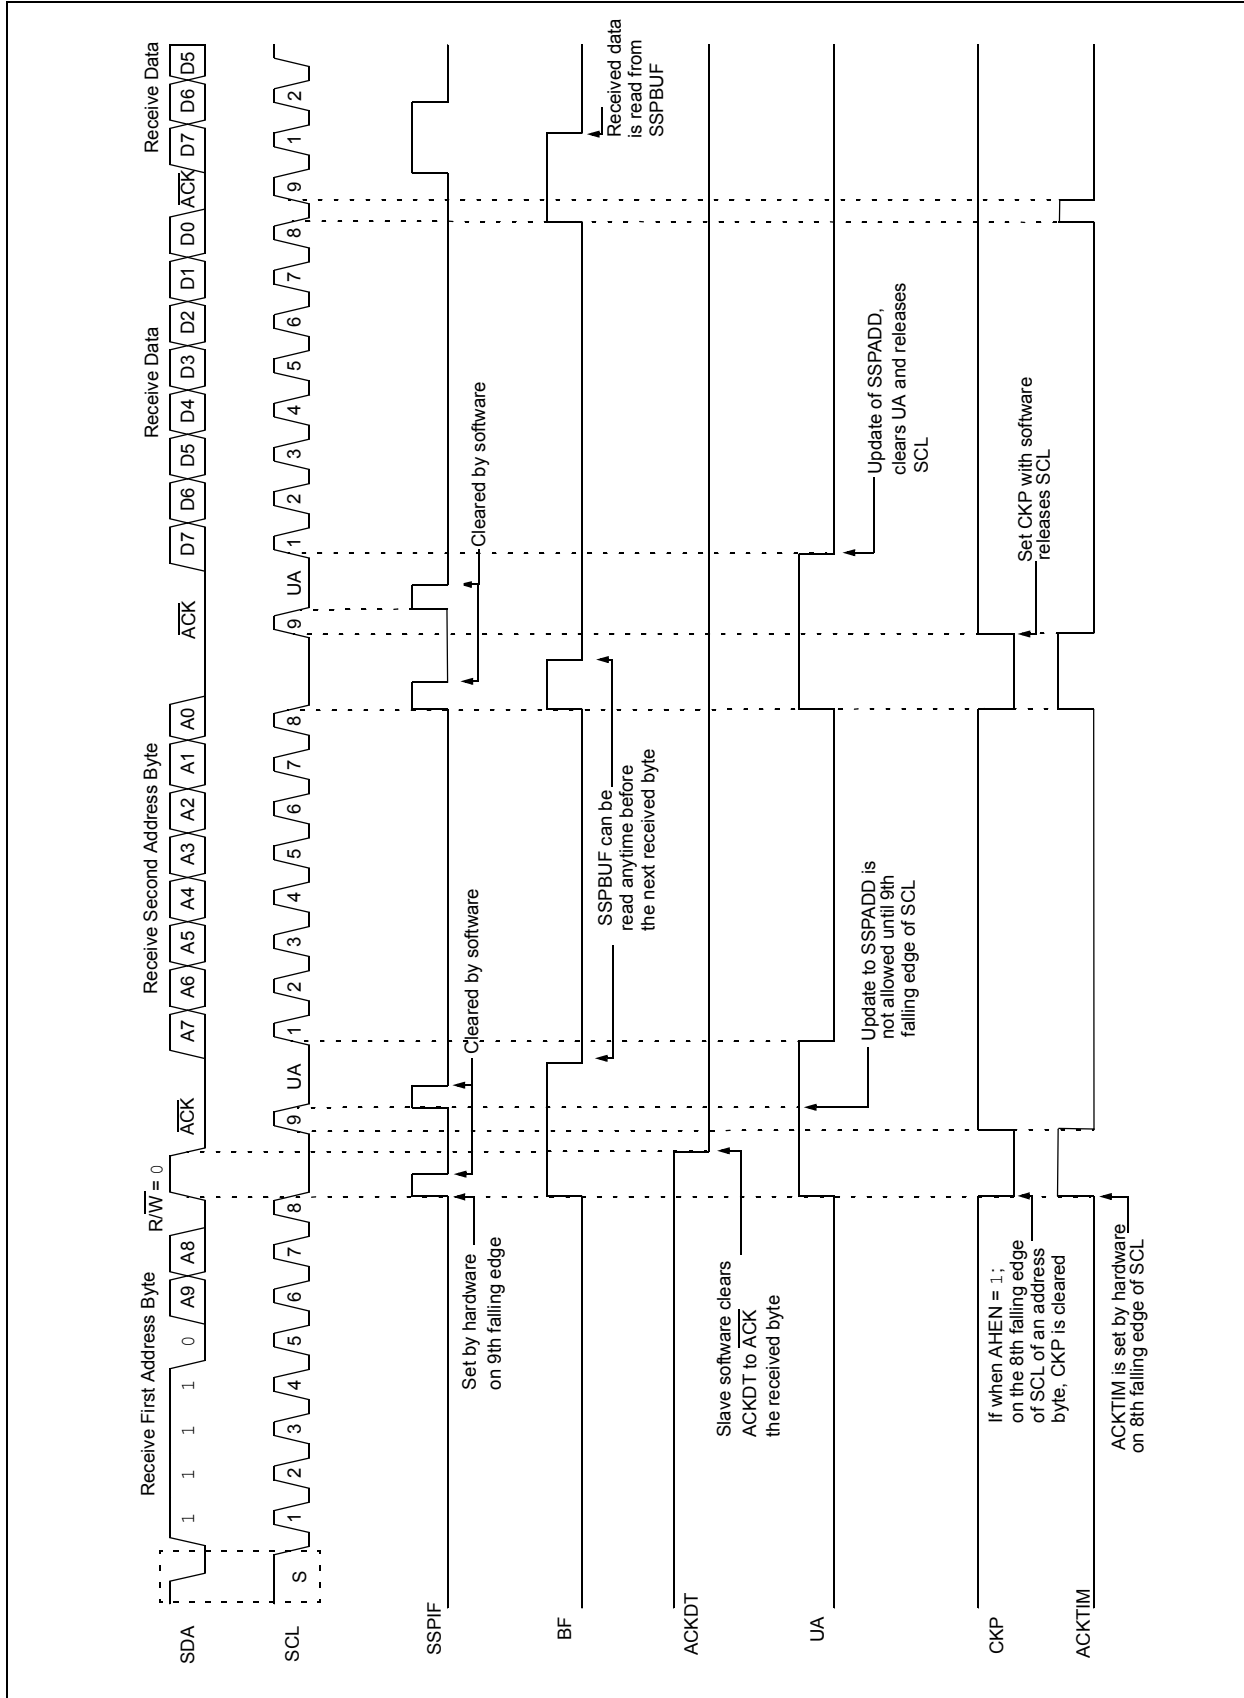 Receive First Address Byte
R/W = 0
ACK
Receive Second Address Byte
ACK
Receive Data
ACK
Receive Data
SDA
1 1 1 1 0 A9 A8
A7 A6 A5 A4 A3 A2 A1 A0
D7 D6 D5 D4 D3 D2 D1 D0
D7 D6 D5
SCL
S
1 2 3 4 5 6 7 8 9 UA
1 2 3 4 5 6 7 8 9 UA
1 2 3 4 5 6 7 8 9
1 2
SSPIF
Set by hardware
on 9th falling edge
Cleared by software
Cleared by software
BF
SSPBUF can be
read anytime before
the next received byte
Received data
is read from
SSPBUF
ACKDT
Slave software clears
ACKDT to ACK
the received byte
UA
Update to SSPADD is
not allowed until 9th
falling edge of SCL
Update of SSPADD,
clears UA and releases
SCL
CKP
If when AHEN = 1;
on the 8th falling edge
of SCL of an address
byte, CKP is cleared
Set CKP with software
releases SCL
ACKTIM
ACKTIM is set by hardware
on 8th falling edge of SCL